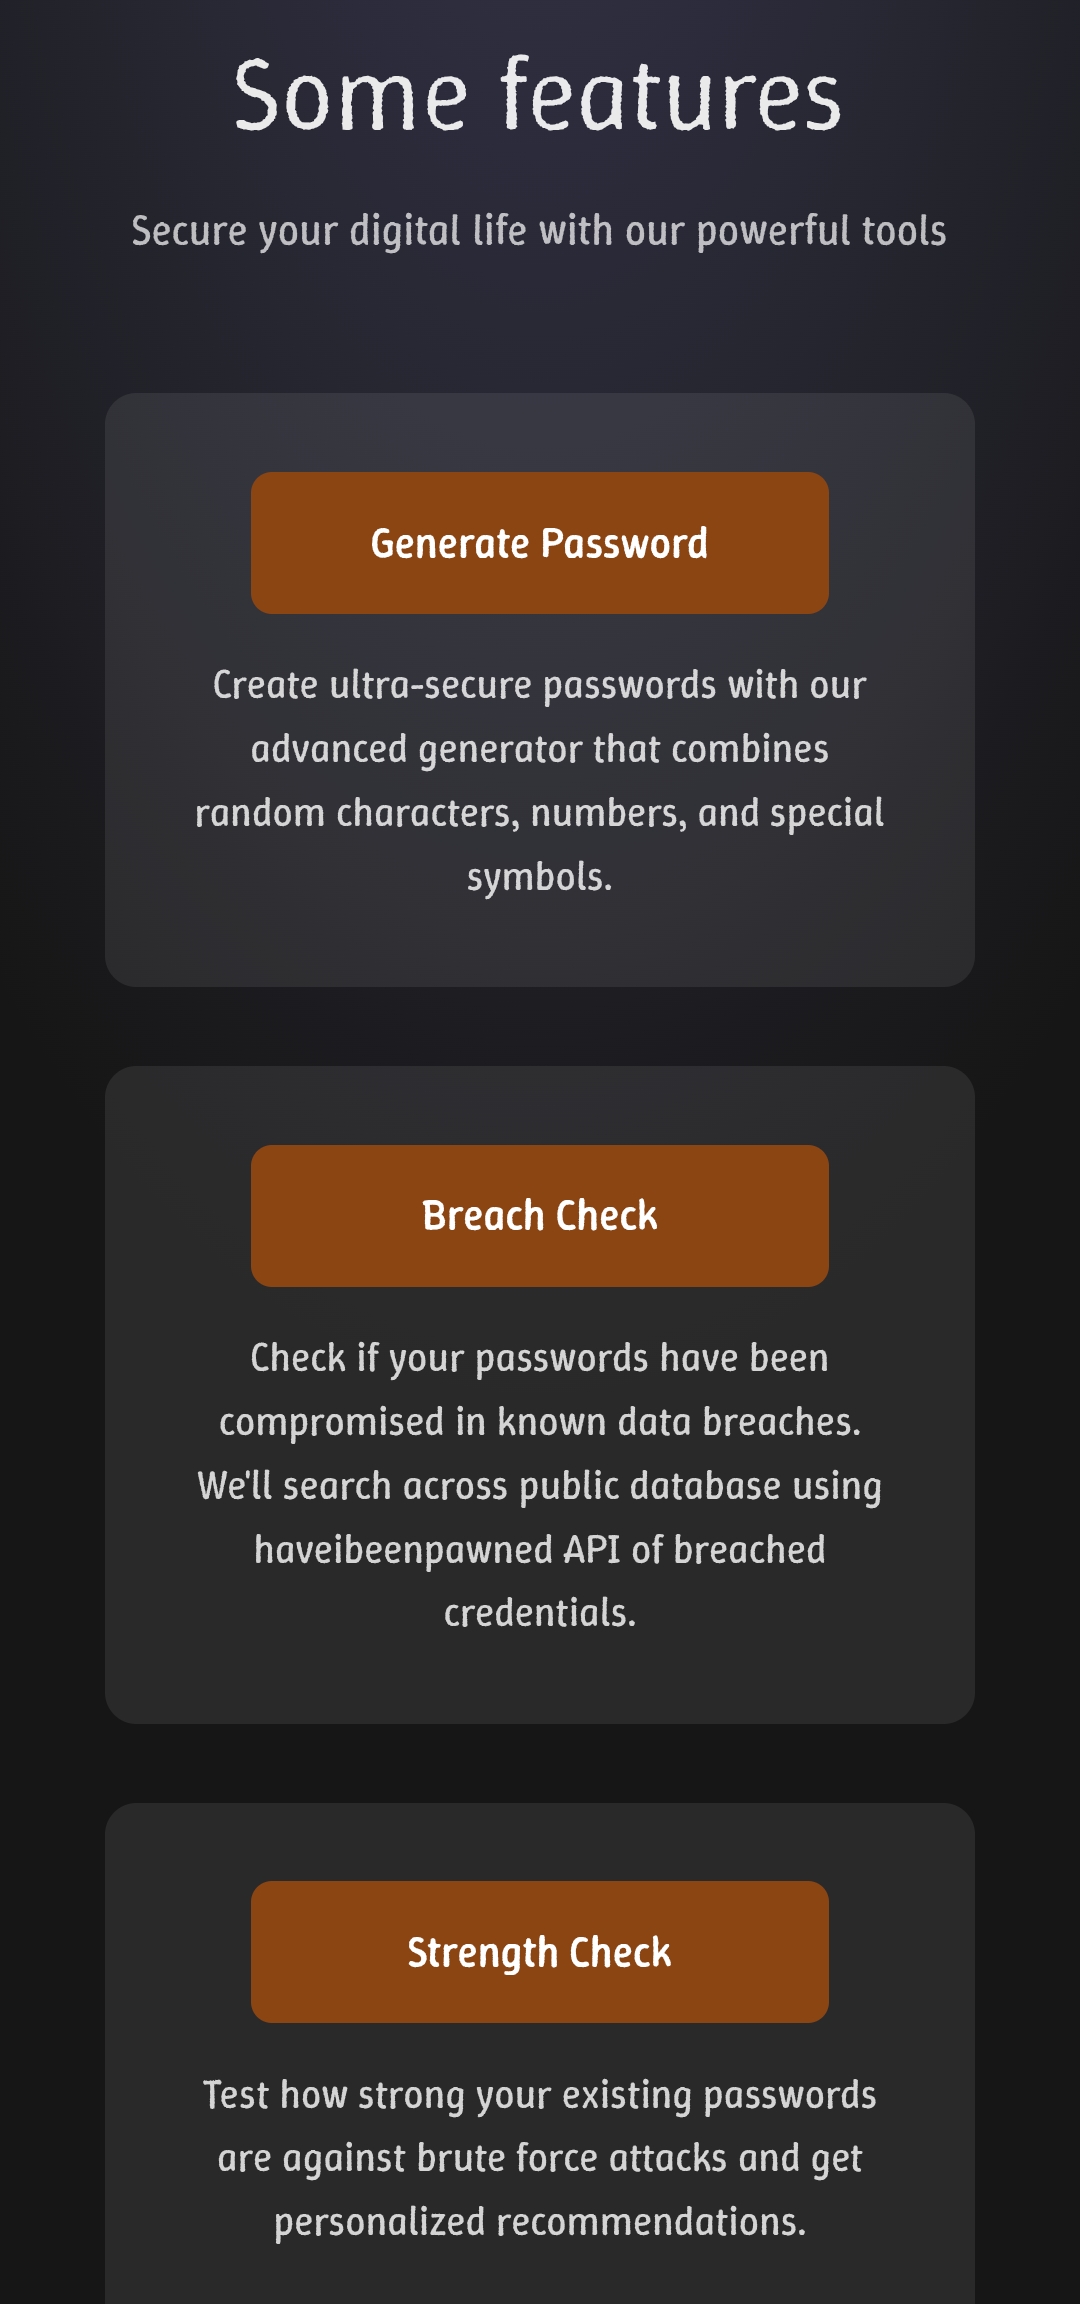 Some features
Secure your digital life with our powerful tools
Generate Password
Create ultra-secure passwords with our
advanced generator that combines
random characters, numbers, and special
symbols.
Breach Check
Check if your passwords have been
compromised in known data breaches.
We'll search across public database using
haveibeenpawned API of breached
credentials.
Strength Check
Test how strong your existing passwords
are against brute force attacks and get
personalized recommendations.